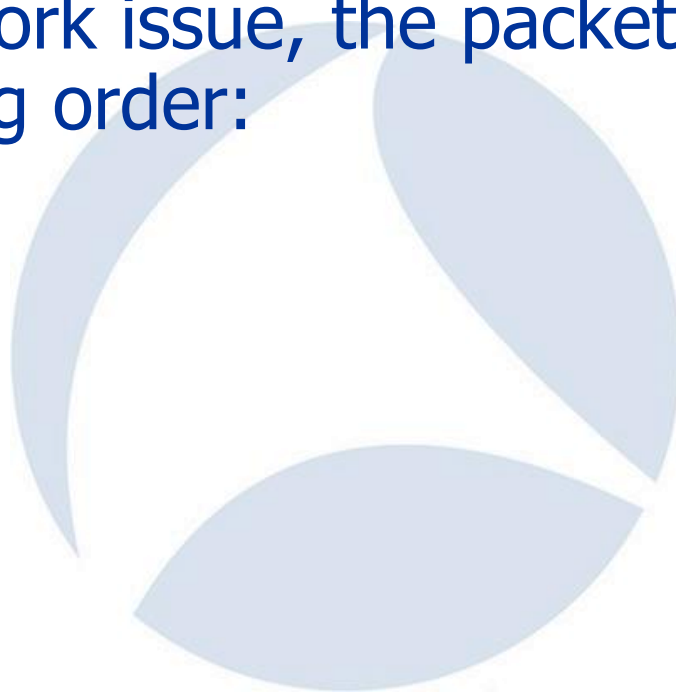 ork issue, the packet
g order: